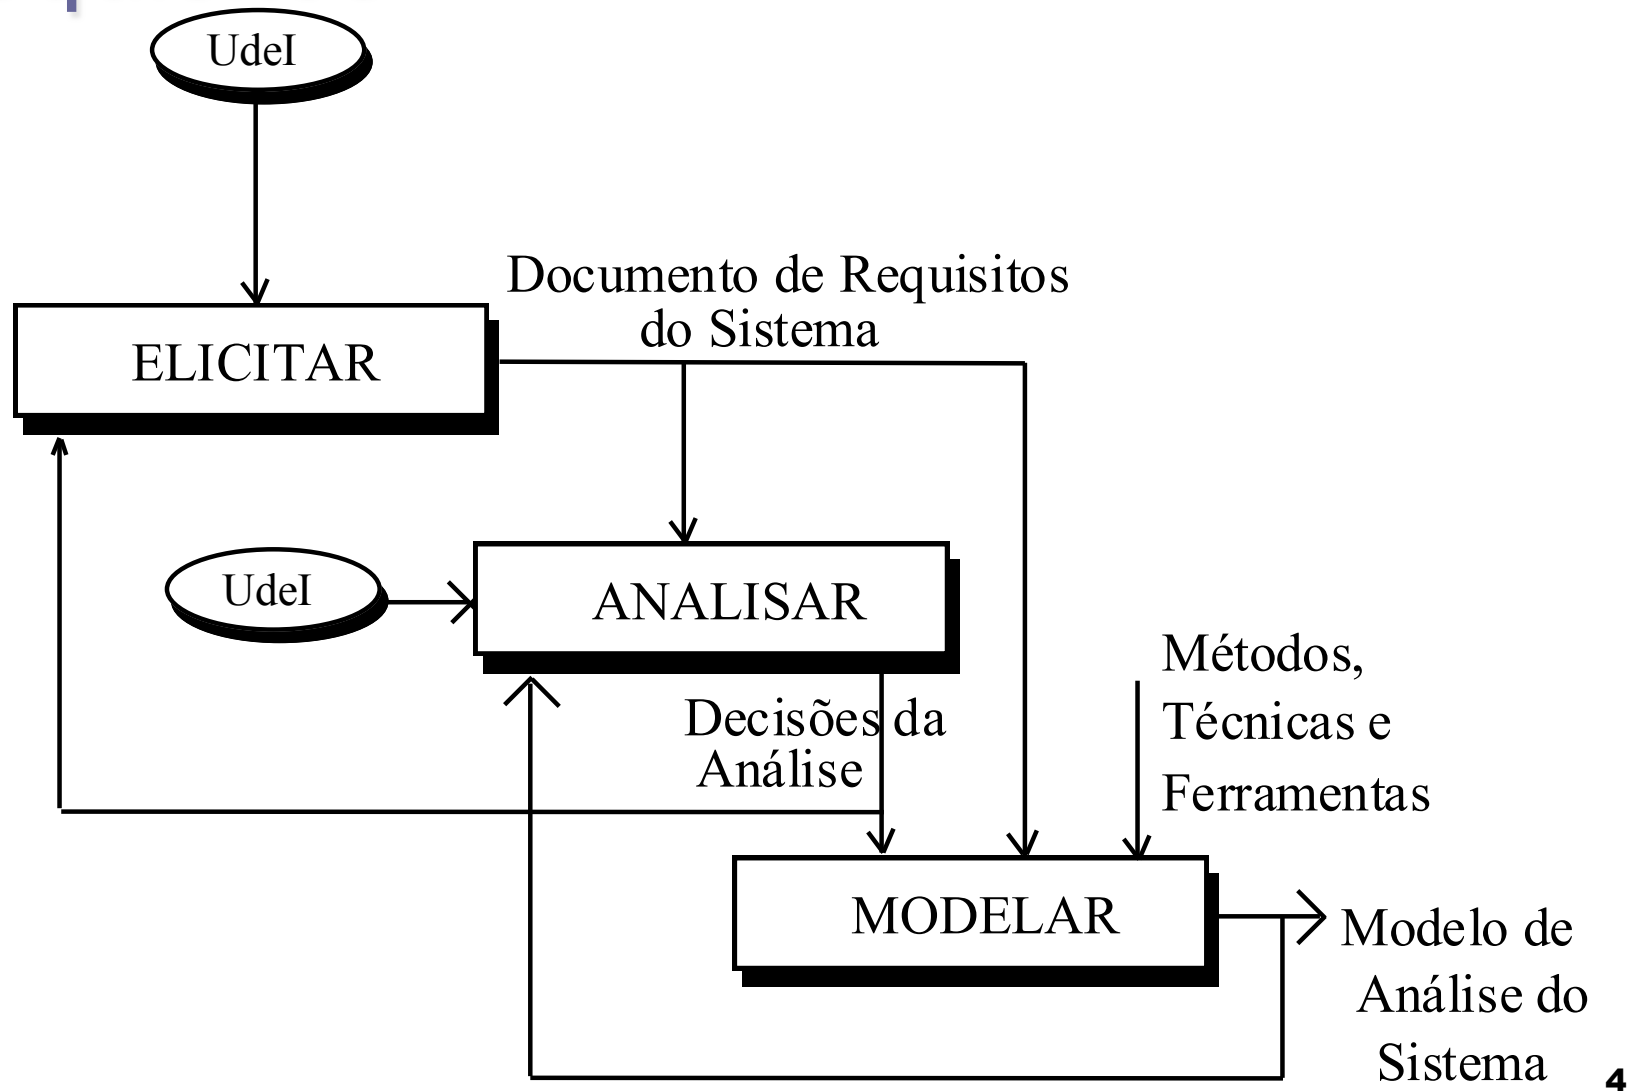 UdeI
Documento de Requisitos
do Sistema
ELICITAR
UdeI
ANALISAR
Decisões da
Análise
Métodos,
Técnicas e
Ferramentas
MODELAR
Modelo de
Análise do
Sistema
4